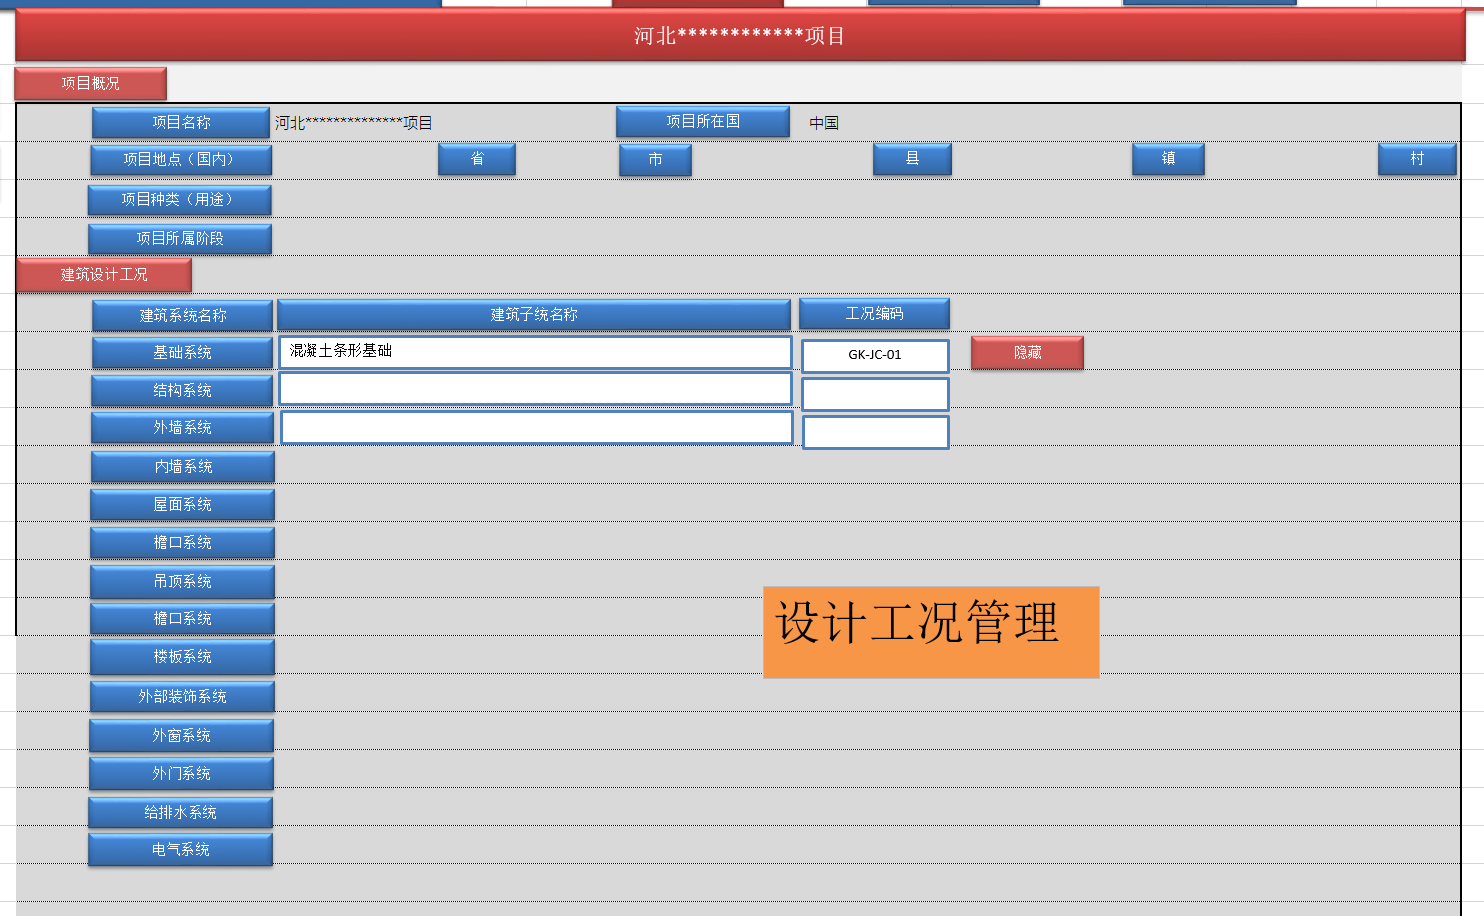 河北************项目
项目概况
项目名称 河北**************项目 项目所在国 中国
项目地点（国内） 省 市 县 镇 村
项目种类（用途）
项目所属阶段
建筑设计工况
建筑系统名称 建筑子统名称 工况编码
基础系统 混凝土条形基础 GK-JC-01 隐藏
结构系统
外墙系统
内墙系统
屋面系统
檐口系统
吊顶系统
檐口系统
设计工况管理
楼板系统
外部装饰系统
外窗系统
外门系统
给排水系统
电气系统